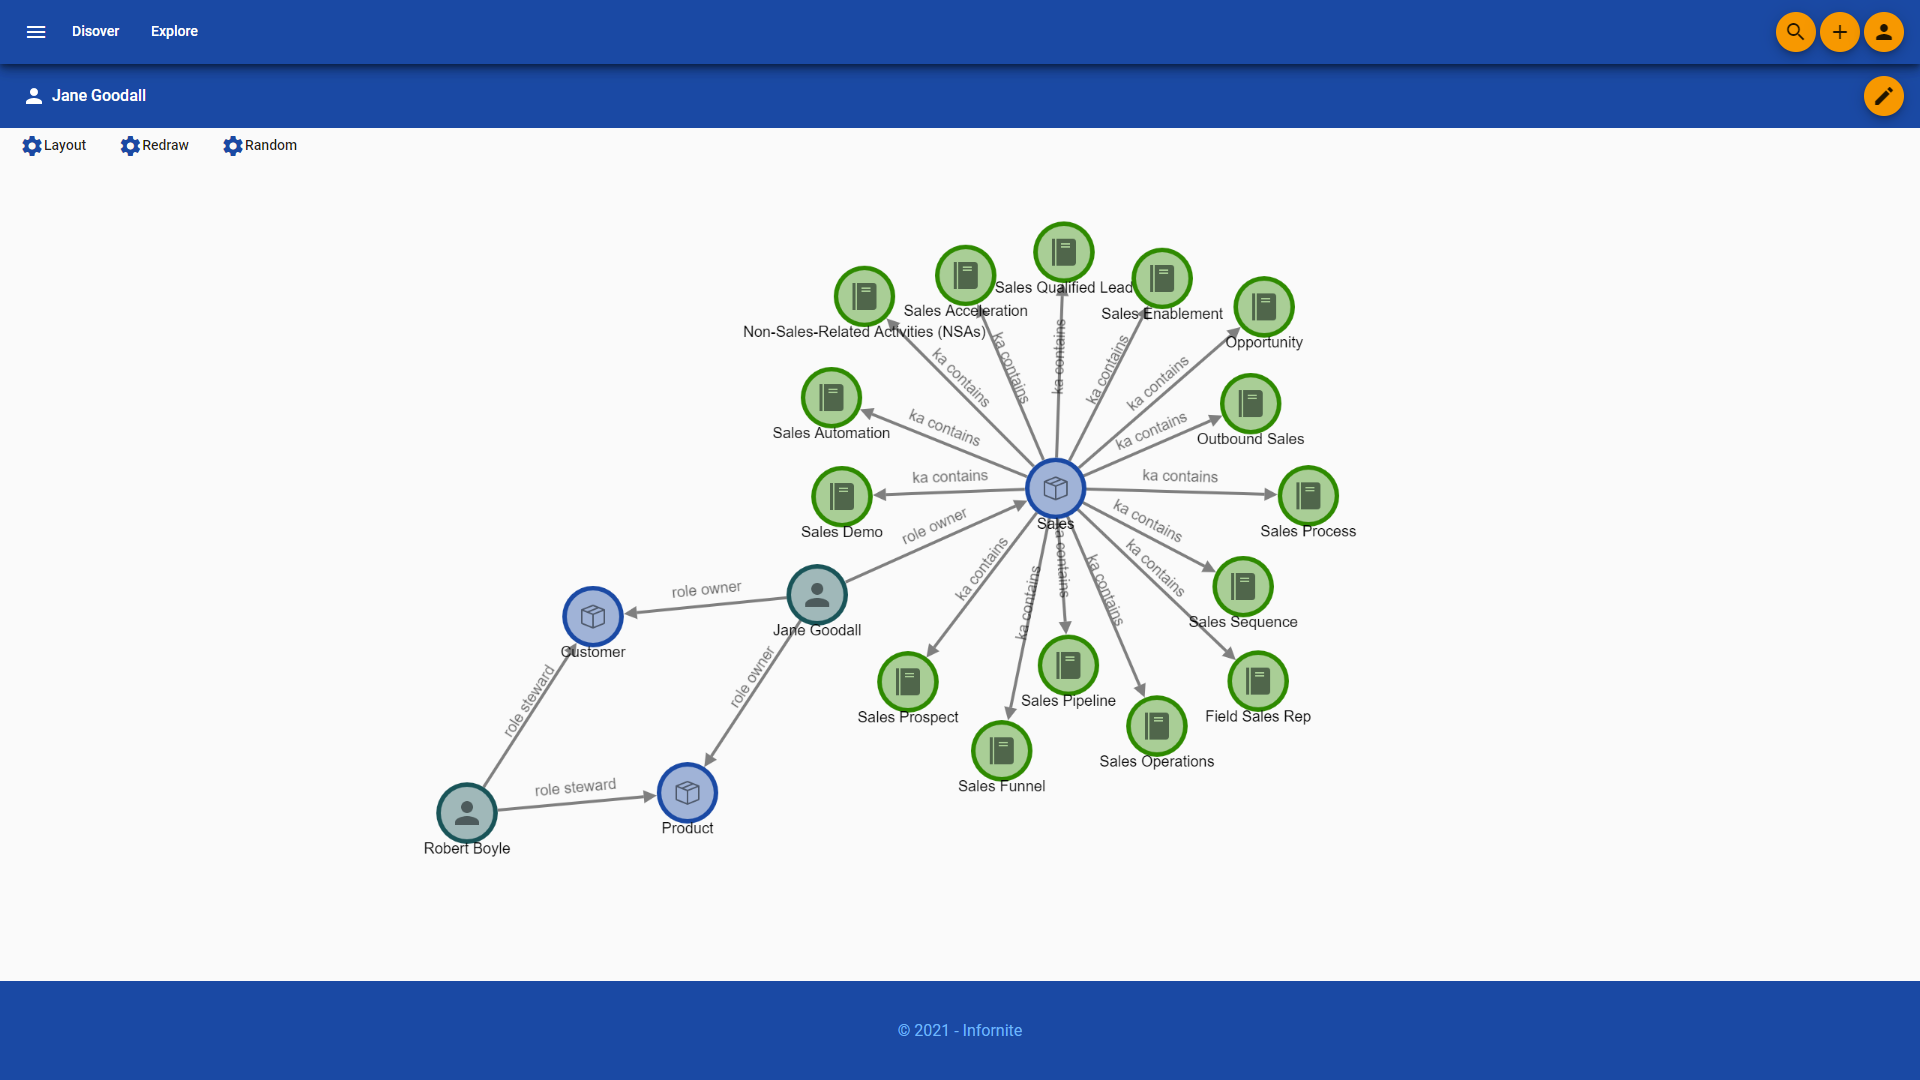 Disover Explore
Jane Goodall
Layout Redraw Random
Sales Qualified Lead
Sales Acceleration
Sales Enablement
Non-Sales-Related Activities (NSAs)
Opportunity
ka contains
ka contains
ka contains
ka contains
ka contains
Sales Automation
ka contains
ka contains
Outbound Sales
ka contains
ka contains
Sales Demo
role owner
Sales
ka contains
Sales Process
ka contains
ka contains
ka contains
ka contains
ka contains
role owner
Jane Goodall
Sales Sequence
Customer
role owner
role steward
Sales Prospect
Sales Pipeline
Field Sales Rep
Sales Operations
Sales Funnel
role steward
Product
Robert Boyle
© 2021 - Infornite